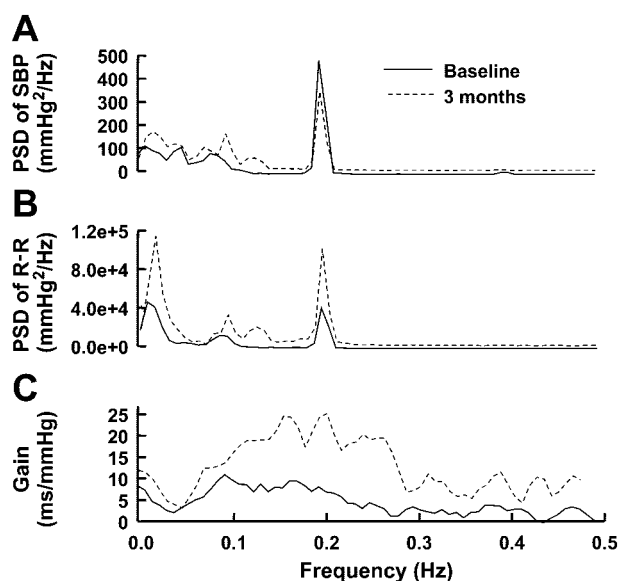 A
PSD of SBP
(mmHg²/Hz)
500
400
300
200
100
0
Baseline
3 months
B
PSD of R-R
(mmHg²/Hz)
1.2e+5
8.0e+4
4.0e+4
0.0e+0
C
Gain
(ms/mmHg)
25
20
15
10
5
0
0.0 0.1 0.2 0.3 0.4 0.5
Frequency (Hz)